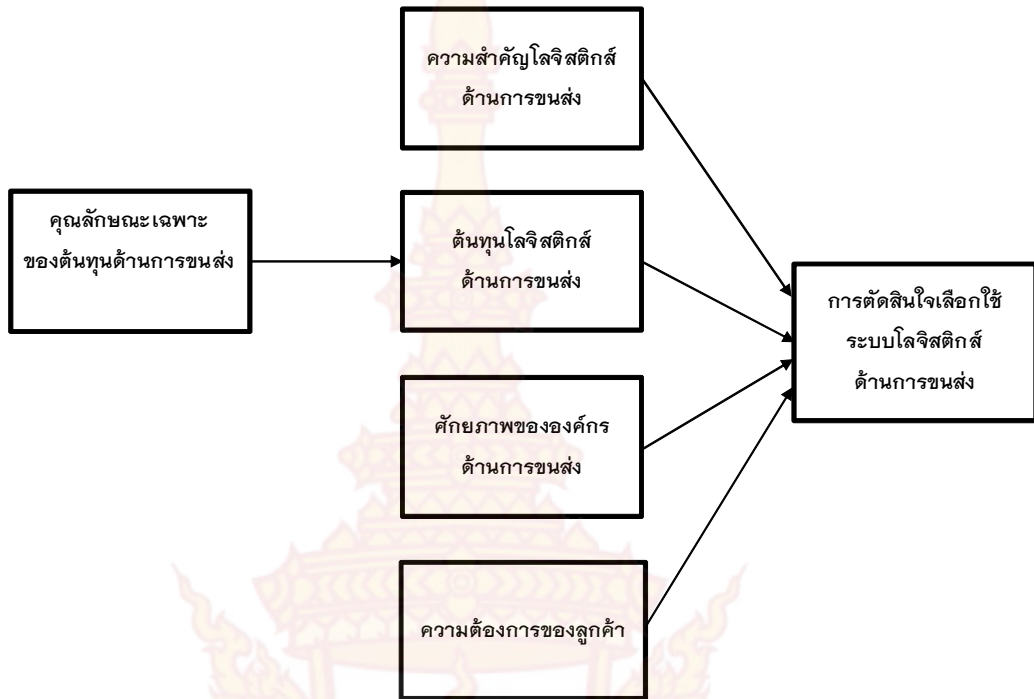 ความสำคัญโลจิสติกส์
ด้านการขนส่ง
คุณลักษณะเฉพาะ
ของต้นทุนด้านการขนส่ง
ต้นทุนโลจิสติกส์
ด้านการขนส่ง
การตัดสินใจเลือกใช้
ระบบโลจิสติกส์
ด้านการขนส่ง
ศักยภาพขององค์กร
ด้านการขนส่ง
ความต้องการของลูกค้า